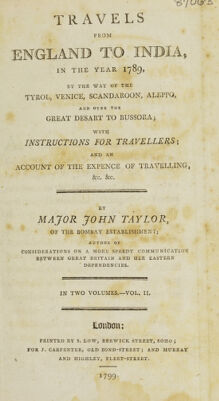 TRAVELS
FROM
ENGLAND TO INDIA,
IN THE YEAR 1789,
BY THE WAY OF THE
TYROL, VENICE, SCANDAROON, ALEPPO,
AND OVER THE
GREAT DESART TO BUSSORA;
WITH
INSTRUCTIONS FOR TRAVELLERS;
AND AN
ACCOUNT OF THE EXPENCE OF TRAVELLING,
&c. &c.
BY
MAJOR JOHN TAYLOR,
OF THE BOMBAY ESTABLISHMENT;
AUTHOR OF
CONSIDERATIONS ON A MORE SPEEDY COMMUNICATION
BETWEEN GREAT BRITAIN AND HER EASTERN
DEPENDENCIES.
IN TWO VOLUMES.—VOL. II.
London:
PRINTED BY S. LOW, BERWICK STREET, SOHO;
FOR J. CARPENTER, OLD BOND-STREET; AND MURRAY
AND HIGHLEY, FLEET-STREET.
1799.